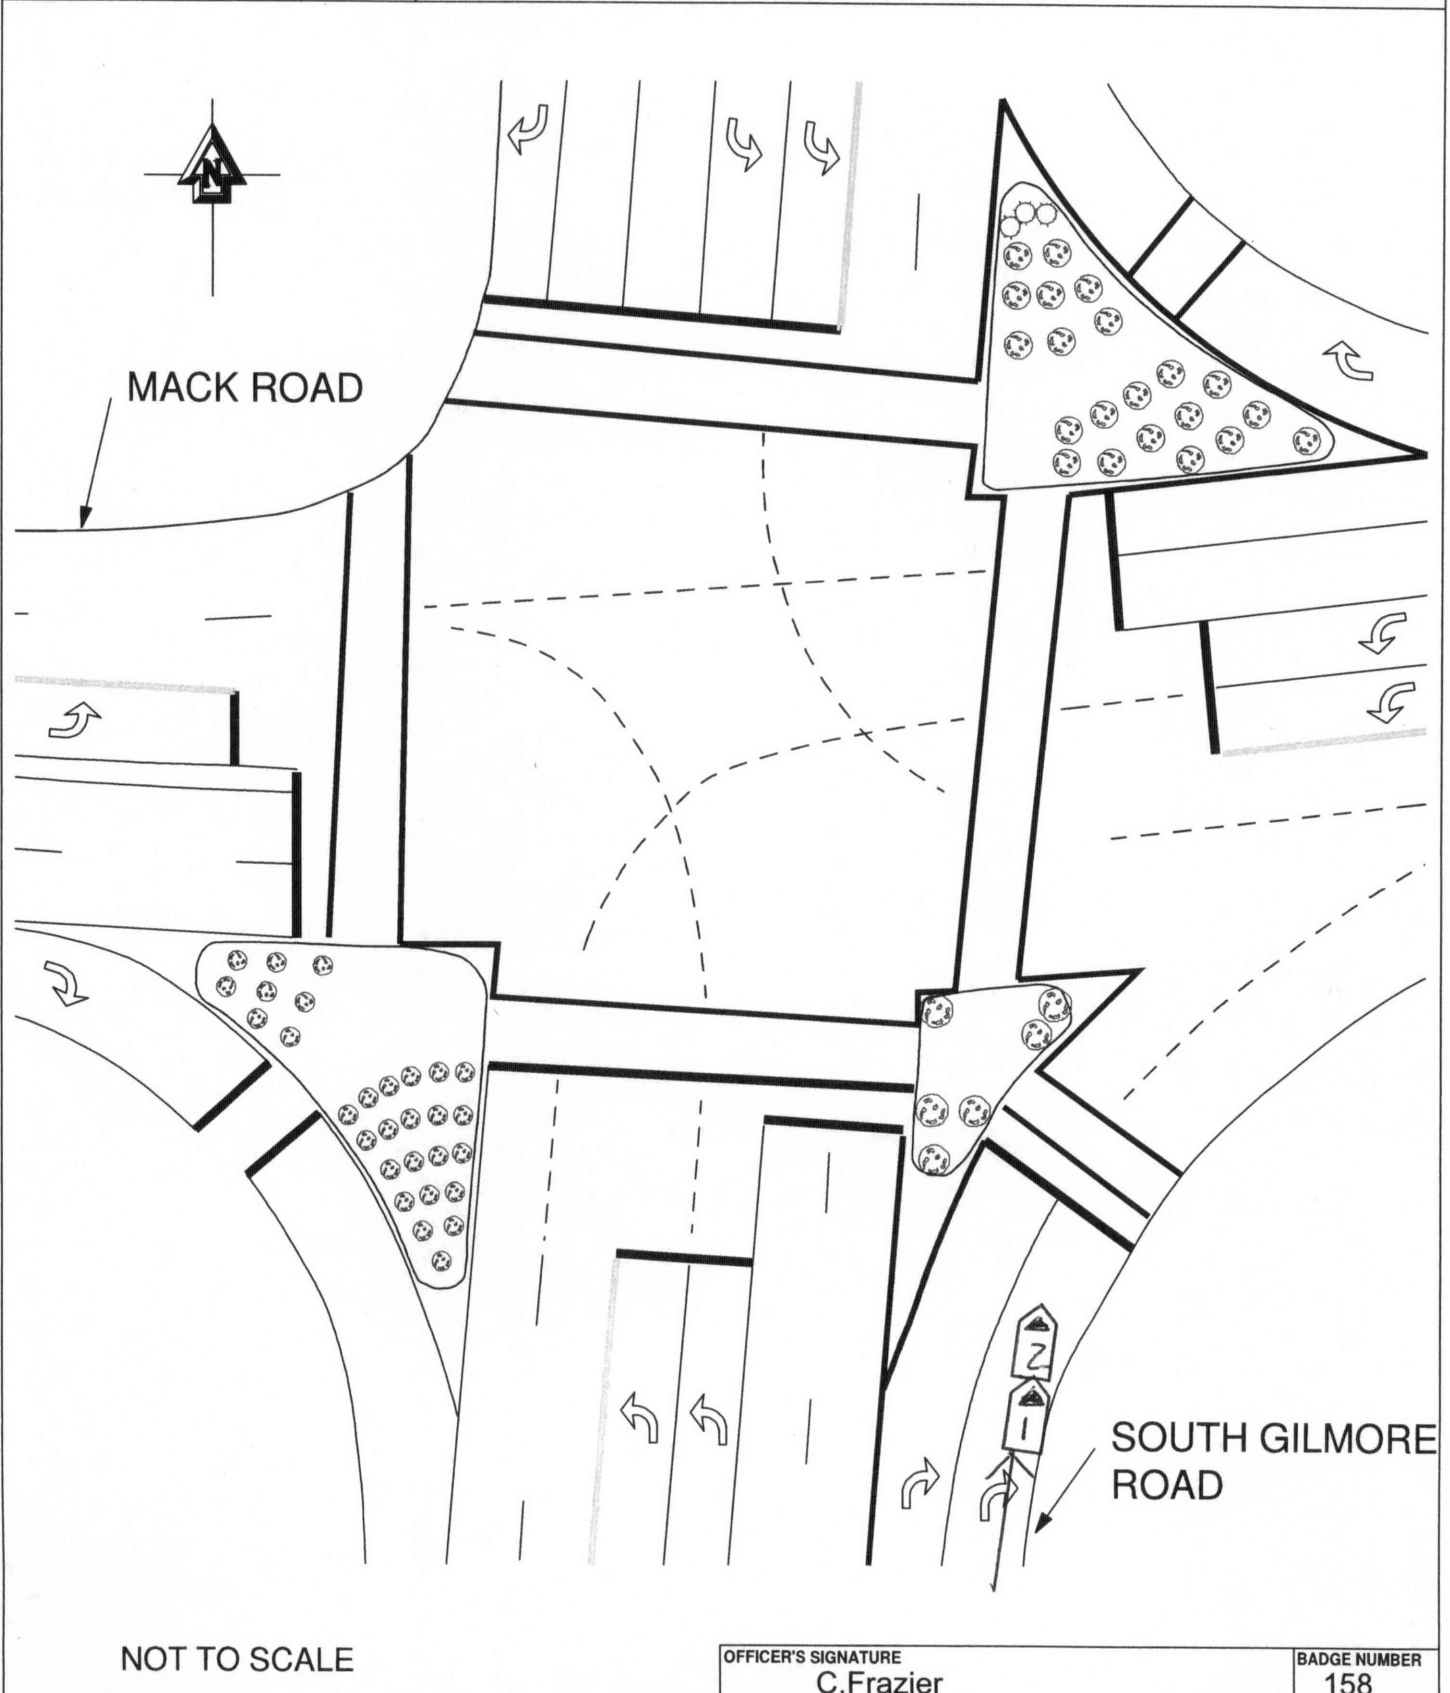 N
MACK ROAD
2
1
SOUTH GILMORE
ROAD
NOT TO SCALE
OFFICER'S SIGNATURE
C.Frazier
BADGE NUMBER
158